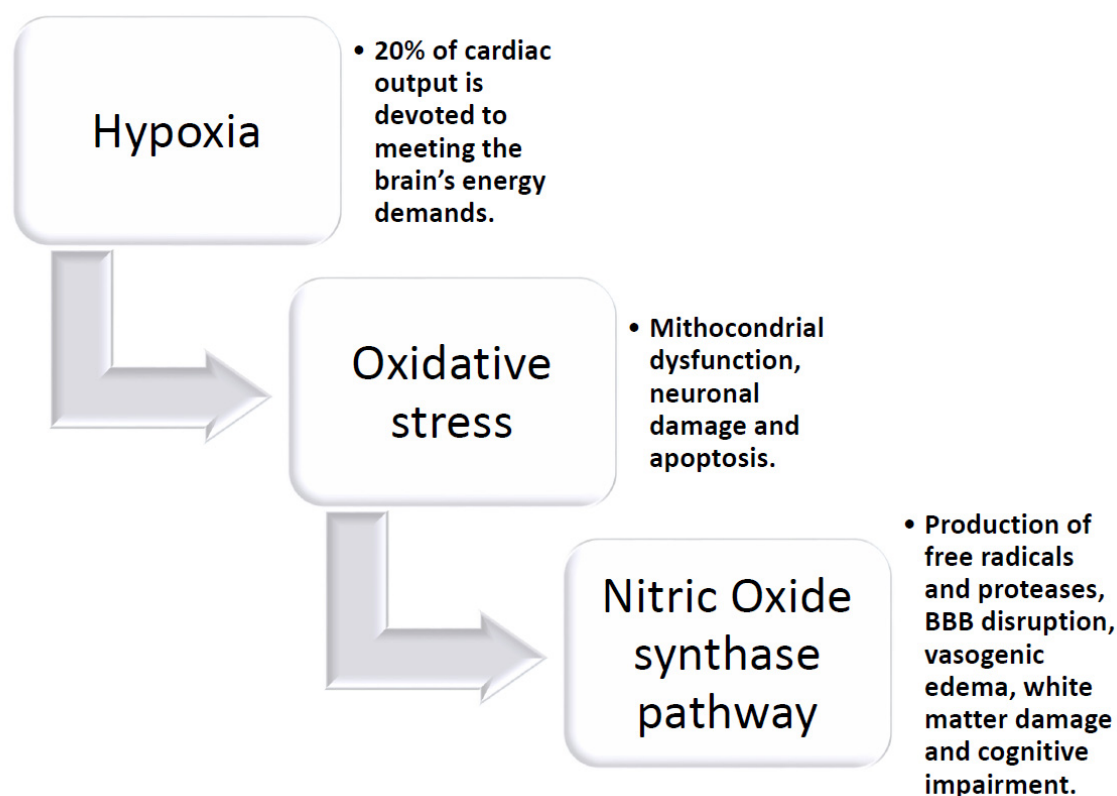 Hypoxia
• 20% of cardiac
output is
devoted to
meeting the
brain’s energy
demands.
Oxidative
stress
• Mithocondrial
dysfunction,
neuronal
damage and
apoptosis.
Nitric Oxide
synthase
pathway
• Production of
free radicals
and proteases,
BBB disruption,
vasogenic
edema, white
matter damage
and cognitive
impairment.